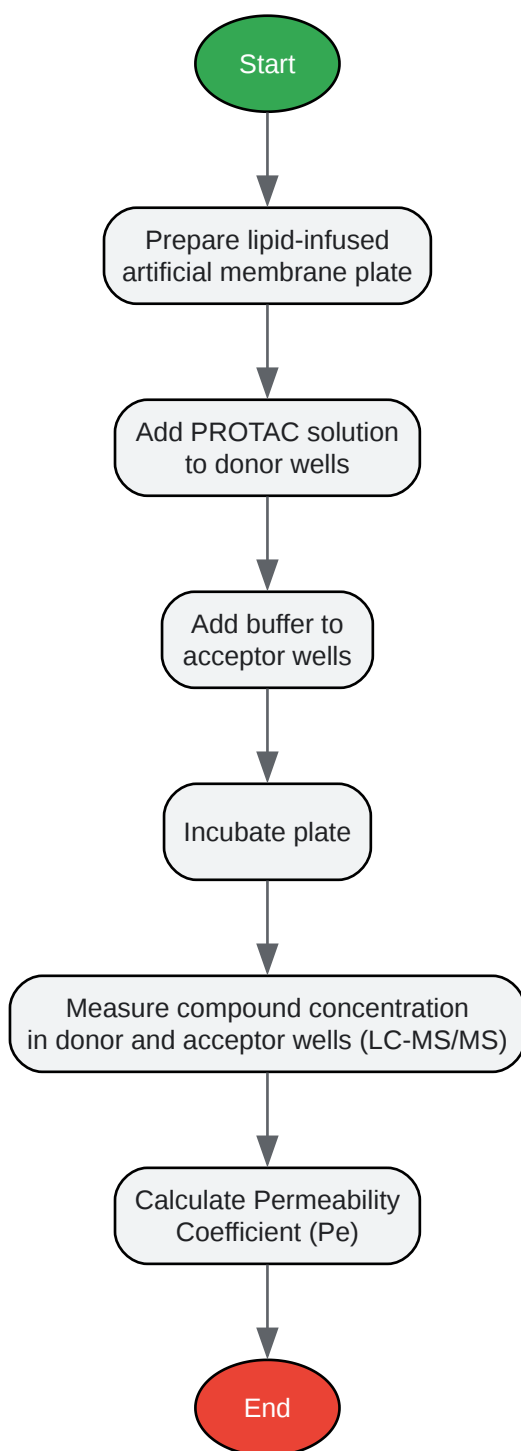 Start
Prepare lipid-infused
artificial membrane plate
Add PROTAC solution
to donor wells
Add buffer to
acceptor wells
Incubate plate
Measure compound concentration
in donor and acceptor wells (LC-MS/MS)
Calculate Permeability
Coefficient (Pe)
End